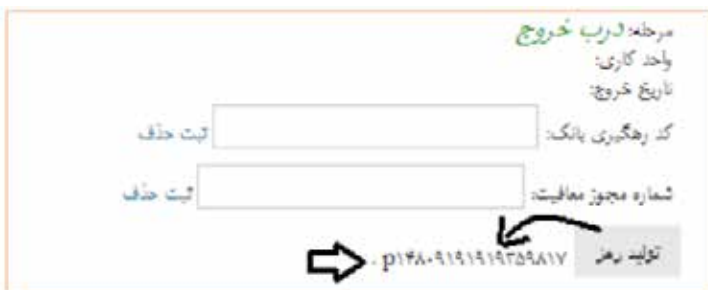 مرحله: درب خروج
واحد کاری:
تاریخ خروج:
کد رهگیری بانک: ثبت حذف
شماره مجوز معافیت: ثبت حذف
تولید رمز p۱۴۸۰۹۱۹۱۹۱۹۳۵۹۸۱۷ .